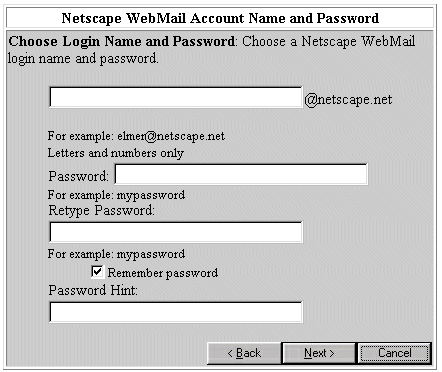 Netscape WebMail Account Name and Password
Choose Login Name and Password: Choose a Netscape WebMail
login name and password.
@netscape.net
For example: elmer@netscape.net
Letters and numbers only
Password:
For example: mypassword
Retype Password:
For example: mypassword
Remember password
Password Hint:
< Back Next > Cancel